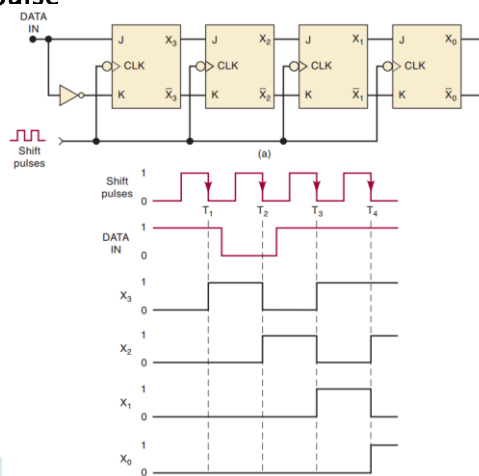 pulse
DATA
IN
J X₃ J X₂ J X₁ J X₀
CLK CLK CLK CLK
K X̄₃ K X̄₂ K X̄₁ K X̄₀
Shift
pulses
(a)
Shift
pulses
1
0
T₁ T₂ T₃ T₄
DATA
IN
1
0
X₃
1
0
X₂
1
0
X₁
1
0
X₀
1
0